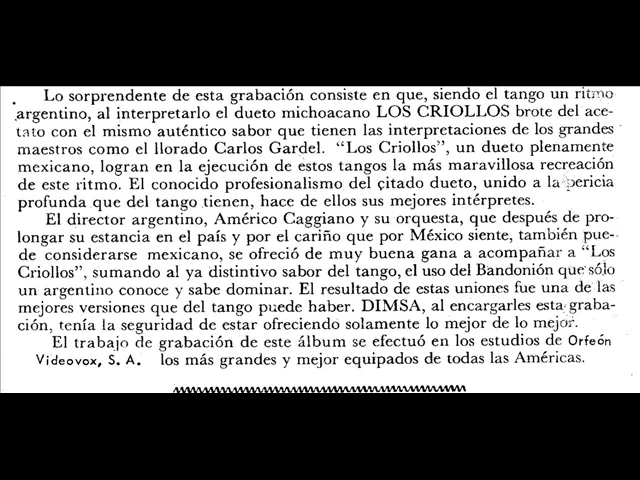 Lo sorprendente de esta grabación consiste en que, siendo el tango un ritmo
argentino, al interpretarlo el dueto michoacano LOS CRIOLLOS brote del ace-
tato con el mismo auténtico sabor que tienen las interpretaciones de los grandes
maestros como el llorado Carlos Gardel. "Los Criollos", un dueto plenamente
mexicano, logran en la ejecución de estos tangos la más maravillosa recreación
de este ritmo. El conocido profesionalismo del citado dueto, unido a la pericia
profunda que del tango tienen, hace de ellos sus mejores intérpretes.
El director argentino, Américo Caggiano y su orquesta, que después de pro-
longar su estancia en el país y por el cariño que por México siente, también pue-
de considerarse mexicano, se ofreció de muy buena gana a acompañar a "Los
Criollos", sumando al ya distintivo sabor del tango, el uso del Bandonión que sólo
un argentino conoce y sabe dominar. El resultado de estas uniones fue una de las
mejores versiones que del tango puede haber. DIMSA, al encargarles esta graba-
ción, tenía la seguridad de estar ofreciendo solamente lo mejor de lo mejor.
El trabajo de grabación de este álbum se efectuó en los estudios de Orfeón
Videovox, S. A. los más grandes y mejor equipados de todas las Américas.